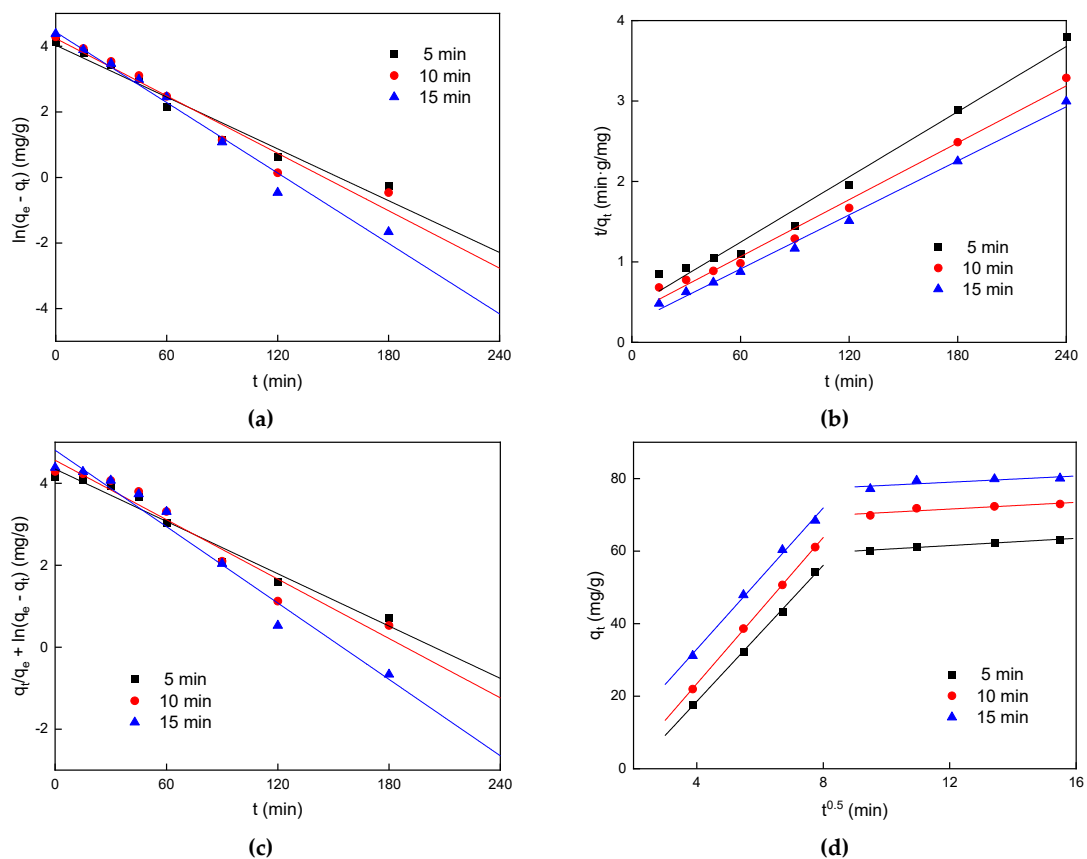 (a)
ln(qₑ - qₜ) (mg/g)
4
2
0
-2
-4
0 60 120 180 240
t (min)
5 min
10 min
15 min
(b)
t/qₜ (min·g/mg)
4
3
2
1
0
0 60 120 180 240
t (min)
5 min
10 min
15 min
(c)
qₜ/qₑ + ln(qₑ - qₜ) (mg/g)
4
2
0
-2
0 60 120 180 240
t (min)
5 min
10 min
15 min
(d)
qₜ (mg/g)
80
60
40
20
0
4 8 12 16
t⁰·⁵ (min)
5 min
10 min
15 min